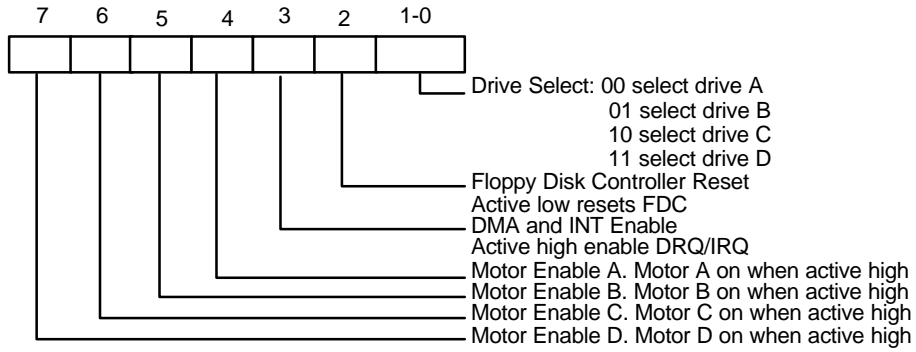 7 6 5 4 3 2 1-0
Drive Select: 00 select drive A
01 select drive B
10 select drive C
11 select drive D
Floppy Disk Controller Reset
Active low resets FDC
DMA and INT Enable
Active high enable DRQ/IRQ
Motor Enable A. Motor A on when active high
Motor Enable B. Motor B on when active high
Motor Enable C. Motor C on when active high
Motor Enable D. Motor D on when active high